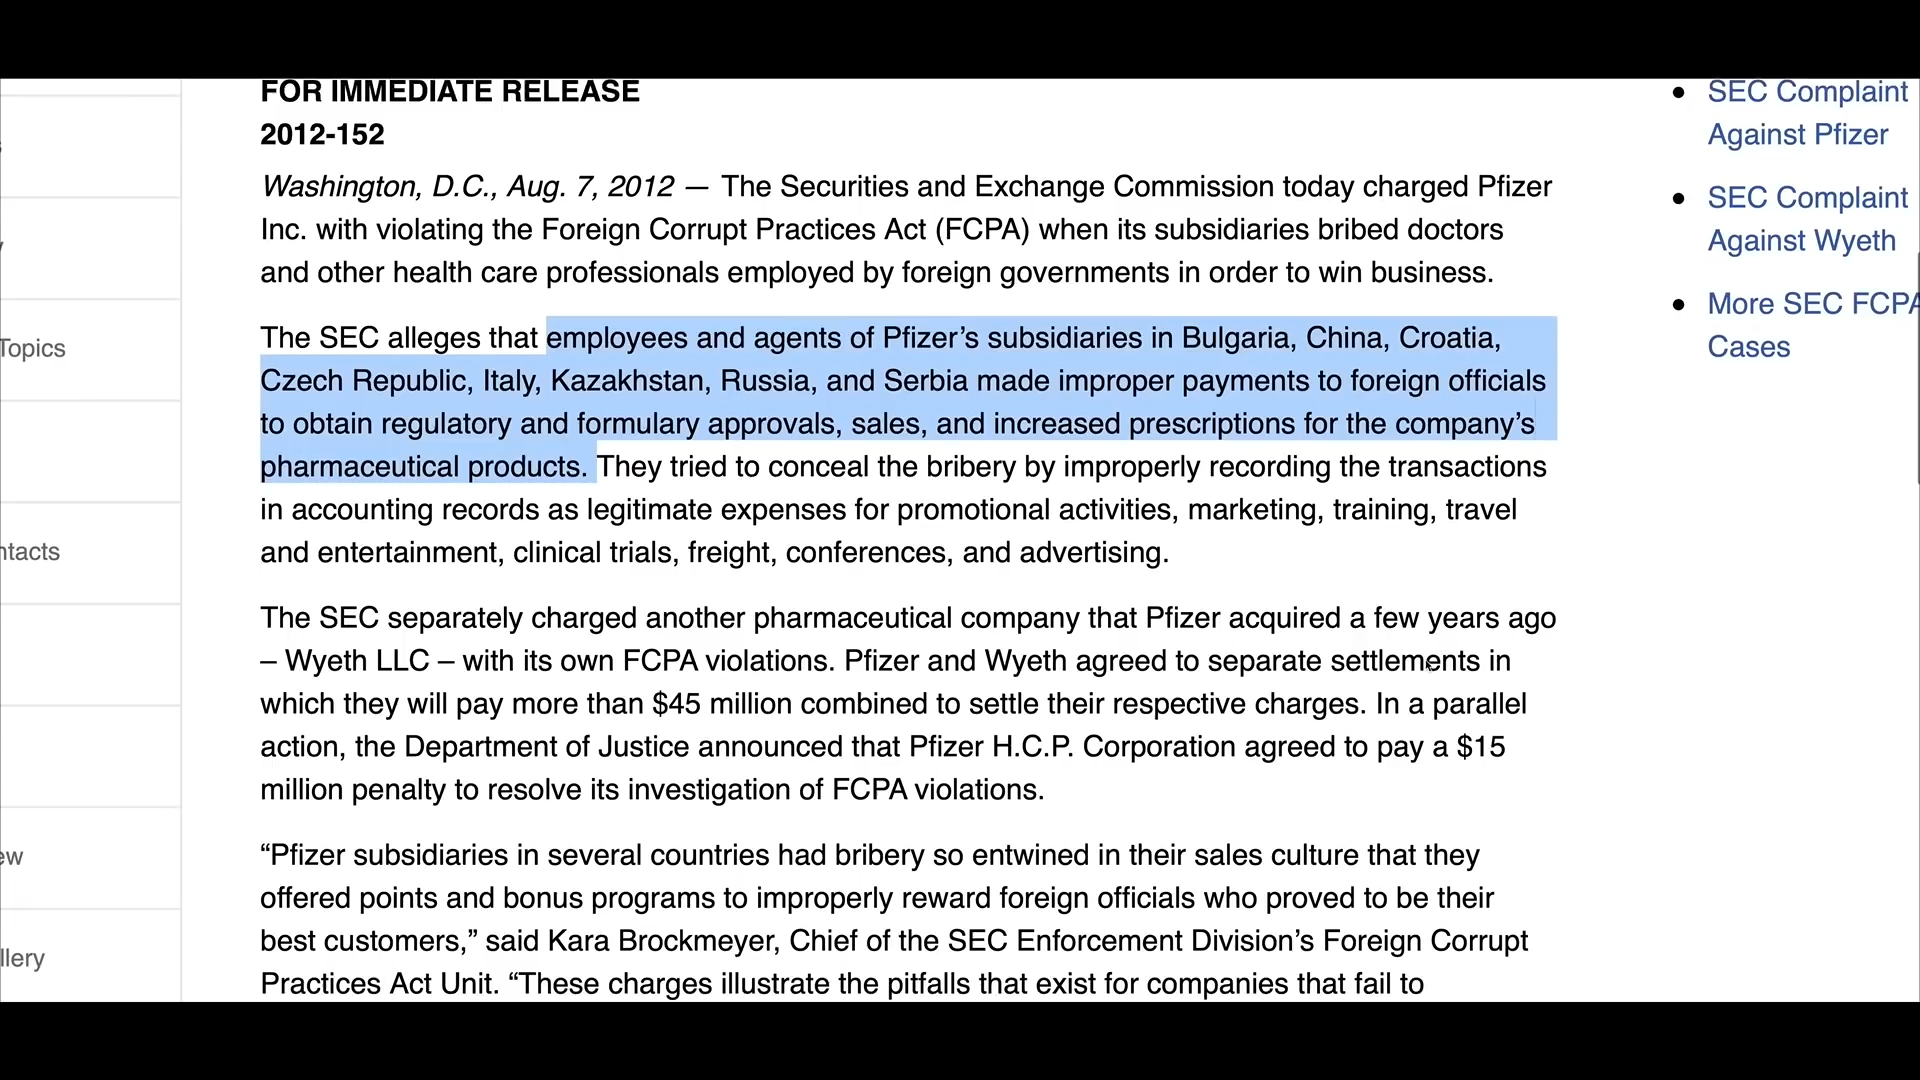 FOR IMMEDIATE RELEASE
2012-152
Washington, D.C., Aug. 7, 2012 — The Securities and Exchange Commission today charged Pfizer
Inc. with violating the Foreign Corrupt Practices Act (FCPA) when its subsidiaries bribed doctors
and other health care professionals employed by foreign governments in order to win business.
The SEC alleges that employees and agents of Pfizer’s subsidiaries in Bulgaria, China, Croatia,
Czech Republic, Italy, Kazakhstan, Russia, and Serbia made improper payments to foreign officials
to obtain regulatory and formulary approvals, sales, and increased prescriptions for the company’s
pharmaceutical products. They tried to conceal the bribery by improperly recording the transactions
in accounting records as legitimate expenses for promotional activities, marketing, training, travel
and entertainment, clinical trials, freight, conferences, and advertising.
The SEC separately charged another pharmaceutical company that Pfizer acquired a few years ago
– Wyeth LLC – with its own FCPA violations. Pfizer and Wyeth agreed to separate settlements in
which they will pay more than $45 million combined to settle their respective charges. In a parallel
action, the Department of Justice announced that Pfizer H.C.P. Corporation agreed to pay a $15
million penalty to resolve its investigation of FCPA violations.
“Pfizer subsidiaries in several countries had bribery so entwined in their sales culture that they
offered points and bonus programs to improperly reward foreign officials who proved to be their
best customers,” said Kara Brockmeyer, Chief of the SEC Enforcement Division’s Foreign Corrupt
Practices Act Unit. “These charges illustrate the pitfalls that exist for companies that fail to
SEC Complaint
Against Pfizer
SEC Complaint
Against Wyeth
More SEC FCPA
Cases
Topics
ntacts
ew
llery